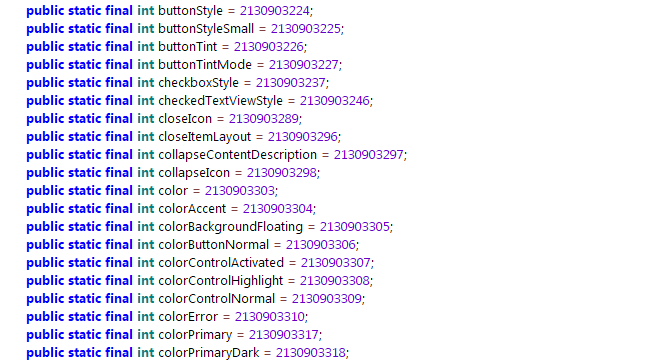 public static final int buttonStyle = 2130903224;
public static final int buttonStyleSmall = 2130903225;
public static final int buttonTint = 2130903226;
public static final int buttonTintMode = 2130903227;
public static final int checkboxStyle = 2130903237;
public static final int checkedTextViewStyle = 2130903246;
public static final int closeIcon = 2130903289;
public static final int closeItemLayout = 2130903296;
public static final int collapseContentDescription = 2130903297;
public static final int collapseIcon = 2130903298;
public static final int color = 2130903303;
public static final int colorAccent = 2130903304;
public static final int colorBackgroundFloating = 2130903305;
public static final int colorButtonNormal = 2130903306;
public static final int colorControlActivated = 2130903307;
public static final int colorControlHighlight = 2130903308;
public static final int colorControlNormal = 2130903309;
public static final int colorError = 2130903310;
public static final int colorPrimary = 2130903317;
public static final int colorPrimaryDark = 2130903318;